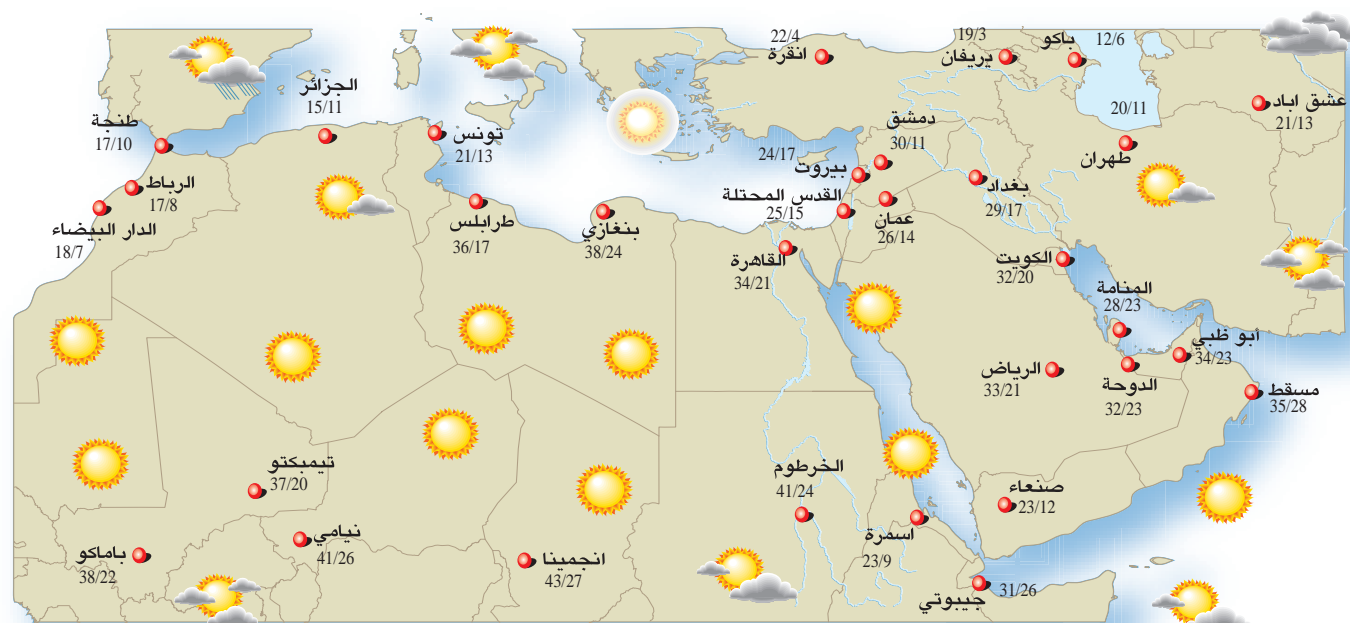 انقرة
22/4
يريفان
19/3
باكو
12/6
عشق اباد
21/13
طهران
20/11
دمشق
30/11
بيروت
24/17
بغداد
29/17
القدس المحتلة
25/15
عمان
26/14
القاهرة
34/21
الكويت
32/20
المنامة
28/23
أبو ظبي
34/23
الدوحة
32/23
الرياض
33/21
مسقط
35/28
صنعاء
23/12
الخرطوم
41/24
اسمرة
23/9
جيبوتي
31/26
الجزائر
15/11
تونس
21/13
طنجة
17/10
الرباط
17/8
الدار البيضاء
18/7
طرابلس
36/17
بنغازي
38/24
تيمبكتو
37/20
نيامي
41/26
باماكو
38/22
انجمينا
43/27